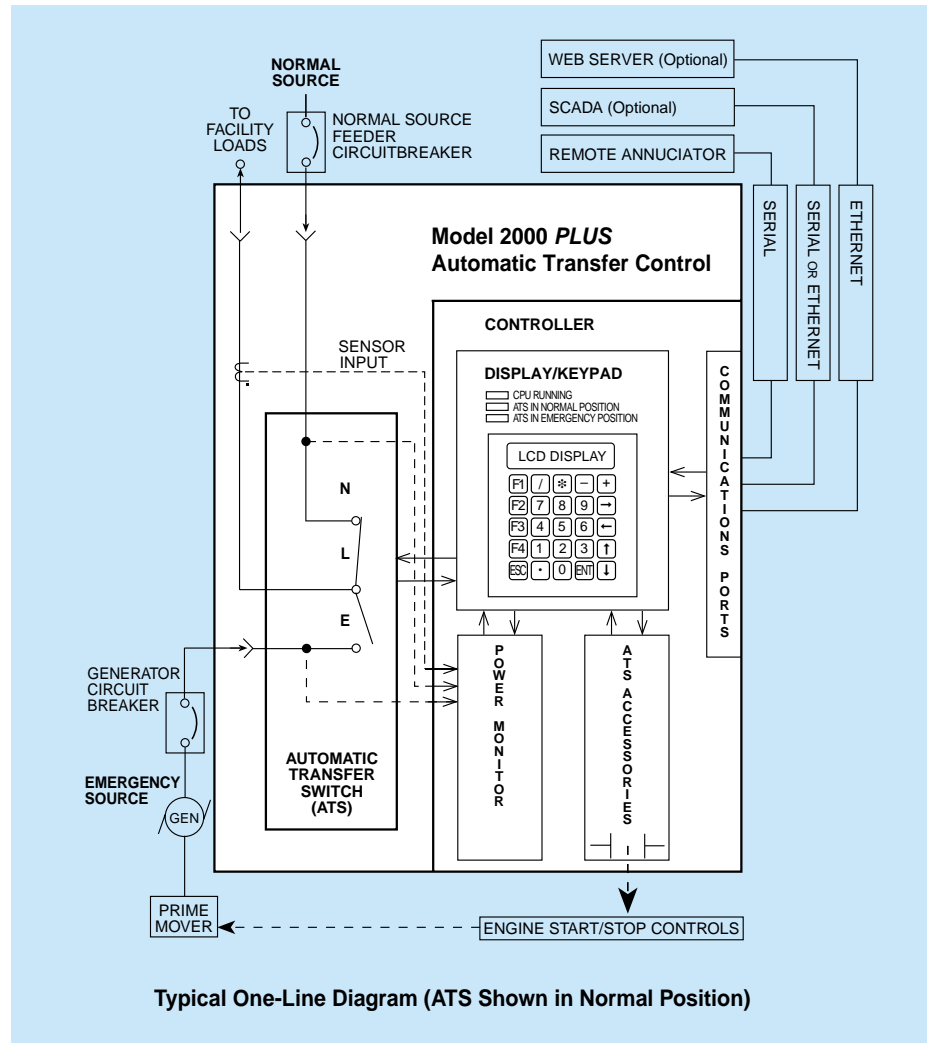 NORMAL
SOURCE
TO
FACILITY
LOADS
NORMAL SOURCE
FEEDER
CIRCUITBREAKER
WEB SERVER (Optional)
SCADA (Optional)
REMOTE ANNUCIATOR
SERIAL
SERIAL OR ETHERNET
ETHERNET
Model 2000 PLUS
Automatic Transfer Control
CONTROLLER
SENSOR
INPUT
DISPLAY/KEYPAD
CPU RUNNING
ATS IN NORMAL POSITION
ATS IN EMERGENCY POSITION
LCD DISPLAY
F1 / * − +
F2 7 8 9 →
F3 4 5 6 ←
F4 1 2 3 ↑
ESC · 0 ENT ↓
COMMUNICATIONS PORTS
N
L
E
AUTOMATIC
TRANSFER
SWITCH
(ATS)
POWER MONITOR
ATS ACCESSORIES
GENERATOR
CIRCUIT
BREAKER
EMERGENCY
SOURCE
GEN
PRIME
MOVER
ENGINE START/STOP CONTROLS
Typical One-Line Diagram (ATS Shown in Normal Position)